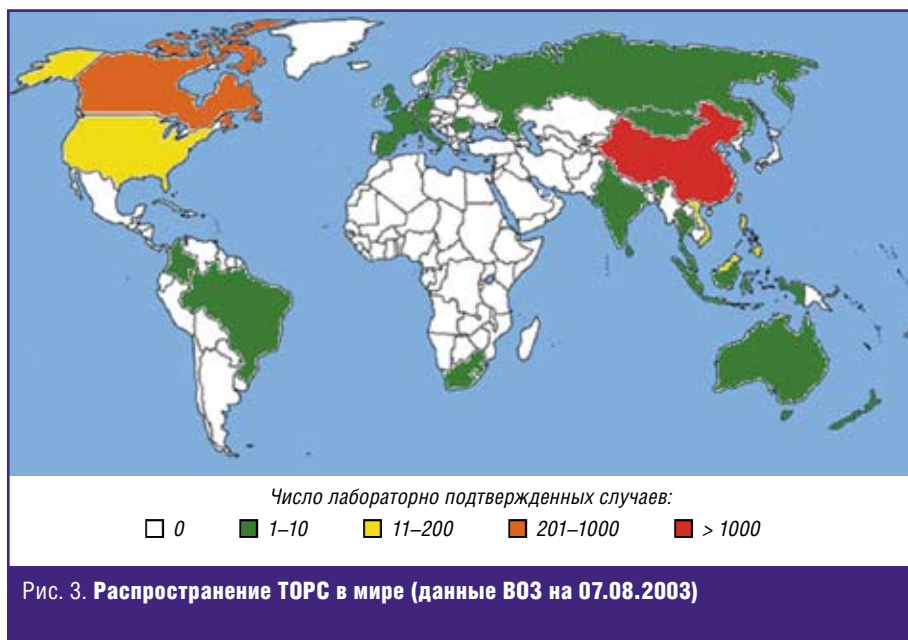 Число лабораторно подтвержденных случаев:
0 1–10 11–200 201–1000 > 1000
Рис. 3. Распространение ТОРС в мире (данные ВОЗ на 07.08.2003)